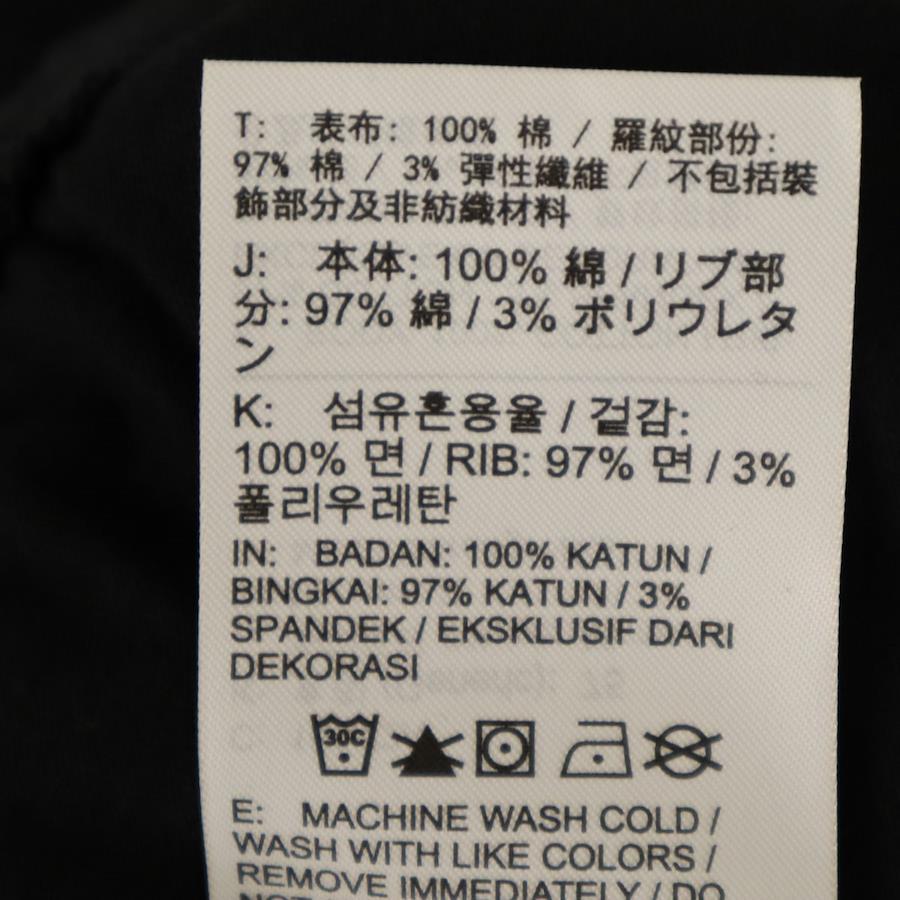 T: 表布: 100% 棉 / 羅紋部份:
97% 棉 / 3% 彈性纖維 / 不包括裝
飾部分及非紡織材料
J: 本体: 100% 綿 / リブ部
分: 97% 綿 / 3% ポリウレタ
ン
K: 섬유혼용율 / 겉감:
100% 면 / RIB: 97% 면 / 3%
폴리우레탄
IN: BADAN: 100% KATUN /
BINGKAI: 97% KATUN / 3%
SPANDEK / EKSKLUSIF DARI
DEKORASI
30C
E: MACHINE WASH COLD /
WASH WITH LIKE COLORS /
REMOVE IMMEDIATELY / DO